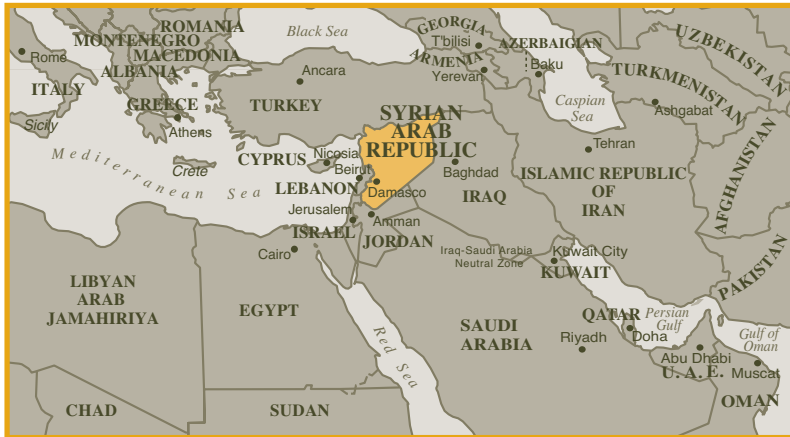 ROMANIA
Black Sea
GEORGIA
T'bilisi
UZBEKISTAN
MONTENEGRO
Rome
MACEDONIA
ALBANIA
ARMENIA
AZERBAIGIAN
Yerevan
Baku
TURKMENISTAN
ITALY
Ancara
Caspian
Sea
Ashgabat
GREECE
TURKEY
Sicily
Athens
SYRIAN
ARAB
REPUBLIC
Tehran
Mediterranean Sea
Crete
CYPRUS
Nicosia
Beirut
LEBANON
Damasco
Baghdad
IRAQ
ISLAMIC REPUBLIC
OF
IRAN
AFGHANISTAN
Jerusalem
ISRAEL
Amman
JORDAN
Cairo
Iraq-Saudi Arabia
Neutral Zone
Kuwait City
KUWAIT
PAKISTAN
LIBYAN
ARAB
JAMAHIRIYA
EGYPT
Red Sea
SAUDI
ARABIA
Riyadh
QATAR
Doha
Persian
Gulf
Gulf of
Oman
Abu Dhabi
U.A.E.
Muscat
OMAN
CHAD
SUDAN